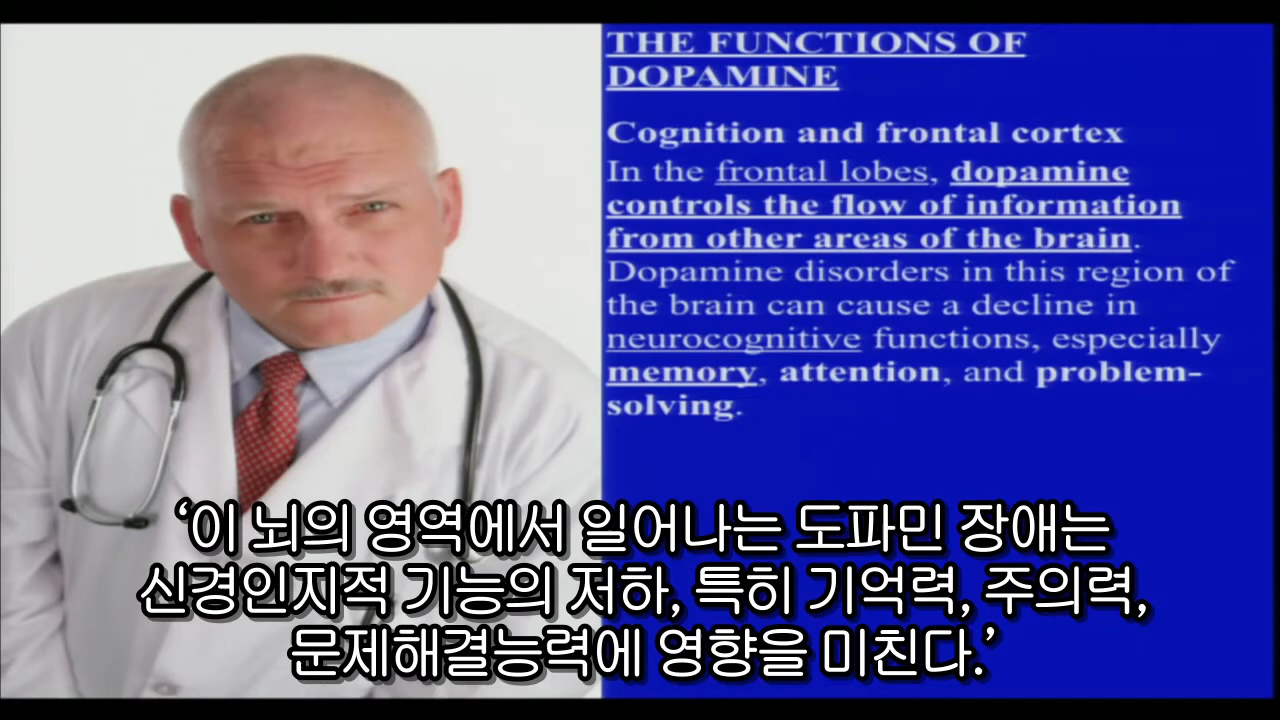 THE FUNCTIONS OF
DOPAMINE
Cognition and frontal cortex
In the frontal lobes, dopamine
controls the flow of information
from other areas of the brain.
Dopamine disorders in this region of
the brain can cause a decline in
neurocognitive functions, especially
memory, attention, and problem-
solving.
‘이 뇌의 영역에서 일어나는 도파민 장애는
신경인지적 기능의 저하, 특히 기억력, 주의력,
문제해결능력에 영향을 미친다.’